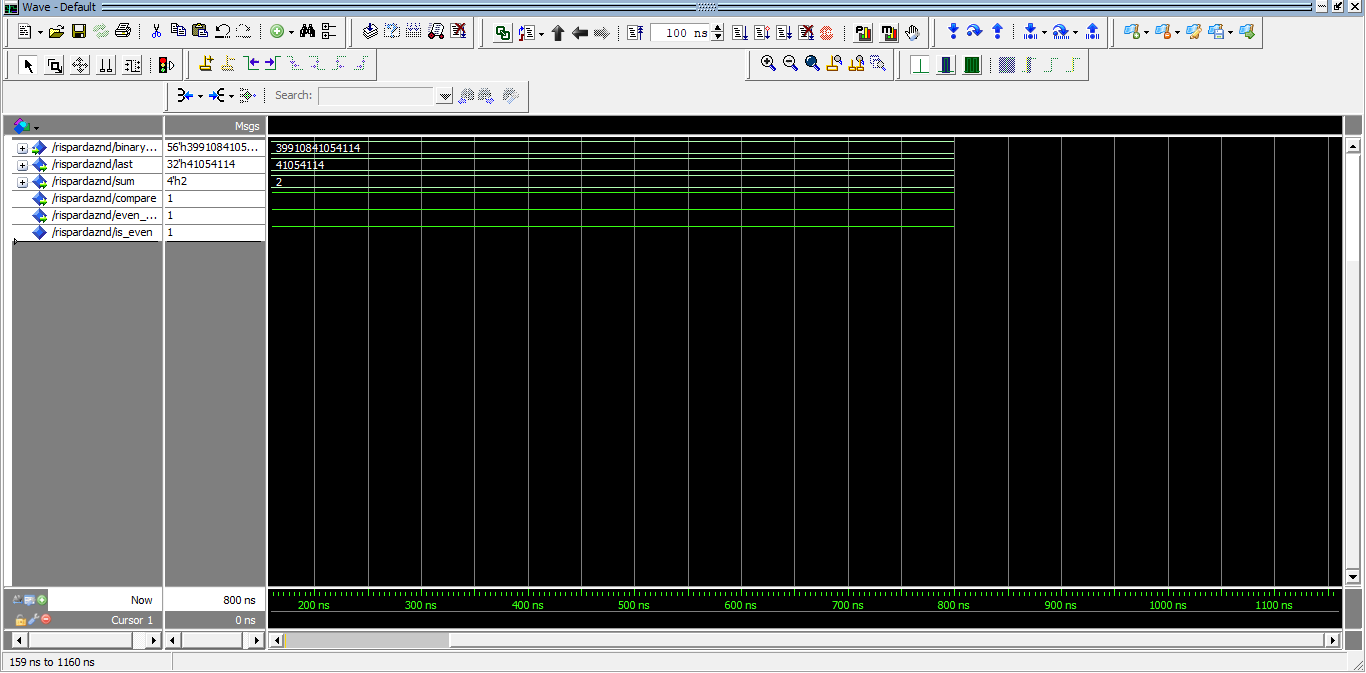 Wave - Default
100 ns
Search:
Msgs
/rispardaznd/binary... 56'h3991084105... 39910841054114
/rispardaznd/last 32'h41054114 41054114
/rispardaznd/sum 4'h2 2
/rispardaznd/compare 1
/rispardaznd/even_... 1
/rispardaznd/is_even 1
Now 800 ns
200 ns 300 ns 400 ns 500 ns 600 ns 700 ns 800 ns 900 ns 1000 ns 1100 ns
Cursor 1 0 ns
159 ns to 1160 ns